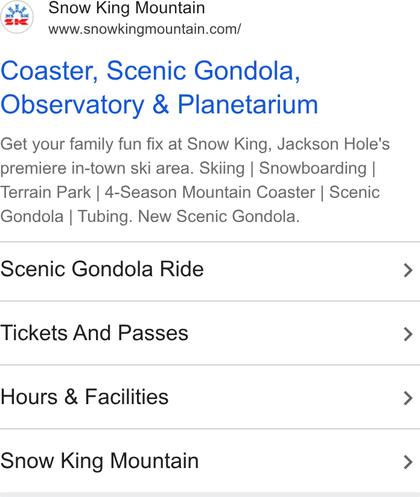 Snow King Mountain
www.snowkingmountain.com/
Coaster, Scenic Gondola,
Observatory & Planetarium
Get your family fun fix at Snow King, Jackson Hole's
premiere in-town ski area. Skiing | Snowboarding |
Terrain Park | 4-Season Mountain Coaster | Scenic
Gondola | Tubing. New Scenic Gondola.
Scenic Gondola Ride
Tickets And Passes
Hours & Facilities
Snow King Mountain